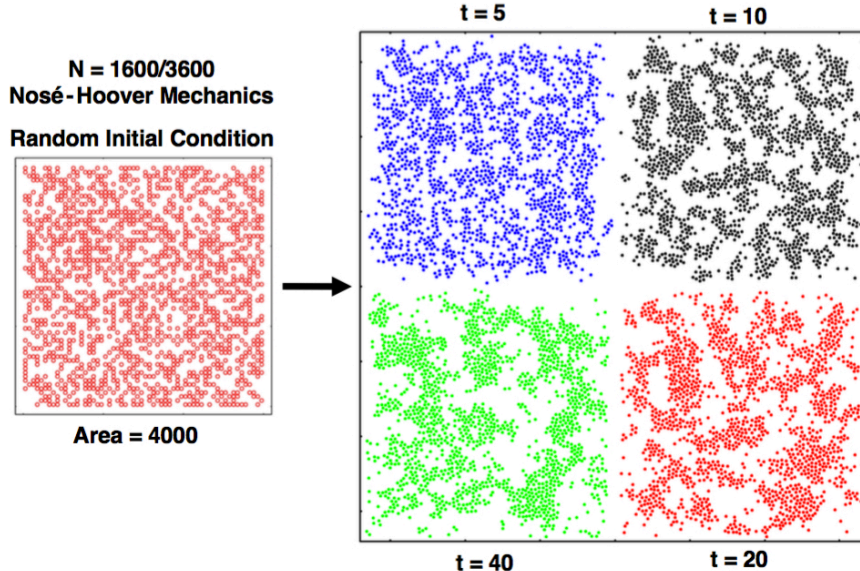 t = 5
t = 10
N = 1600/3600
Nosé-Hoover Mechanics
Random Initial Condition
Area = 4000
t = 40
t = 20